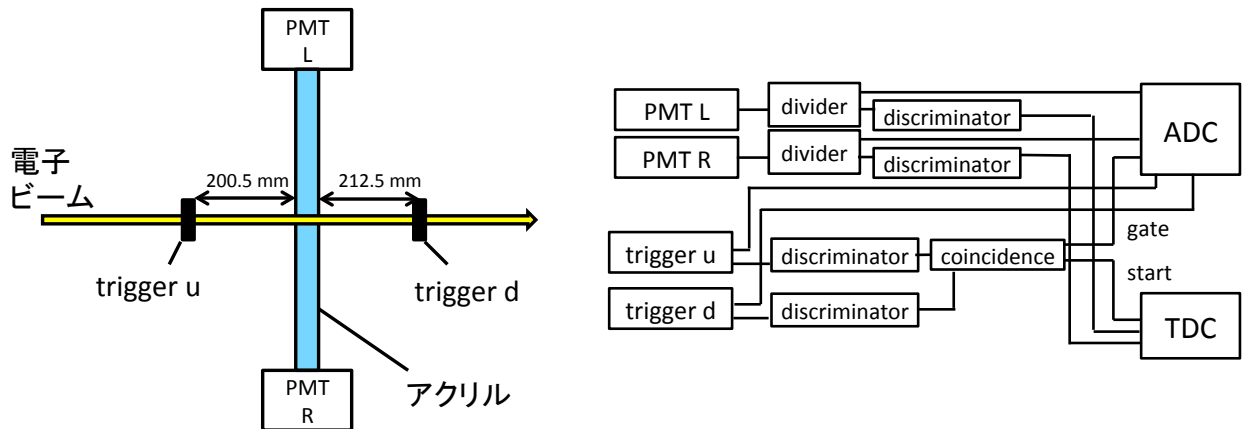 PMT
L
電子
ビーム
200.5 mm
212.5 mm
trigger u
trigger d
PMT
R
アクリル
PMT L
divider
discriminator
ADC
PMT R
divider
discriminator
gate
trigger u
discriminator
coincidence
start
trigger d
discriminator
TDC